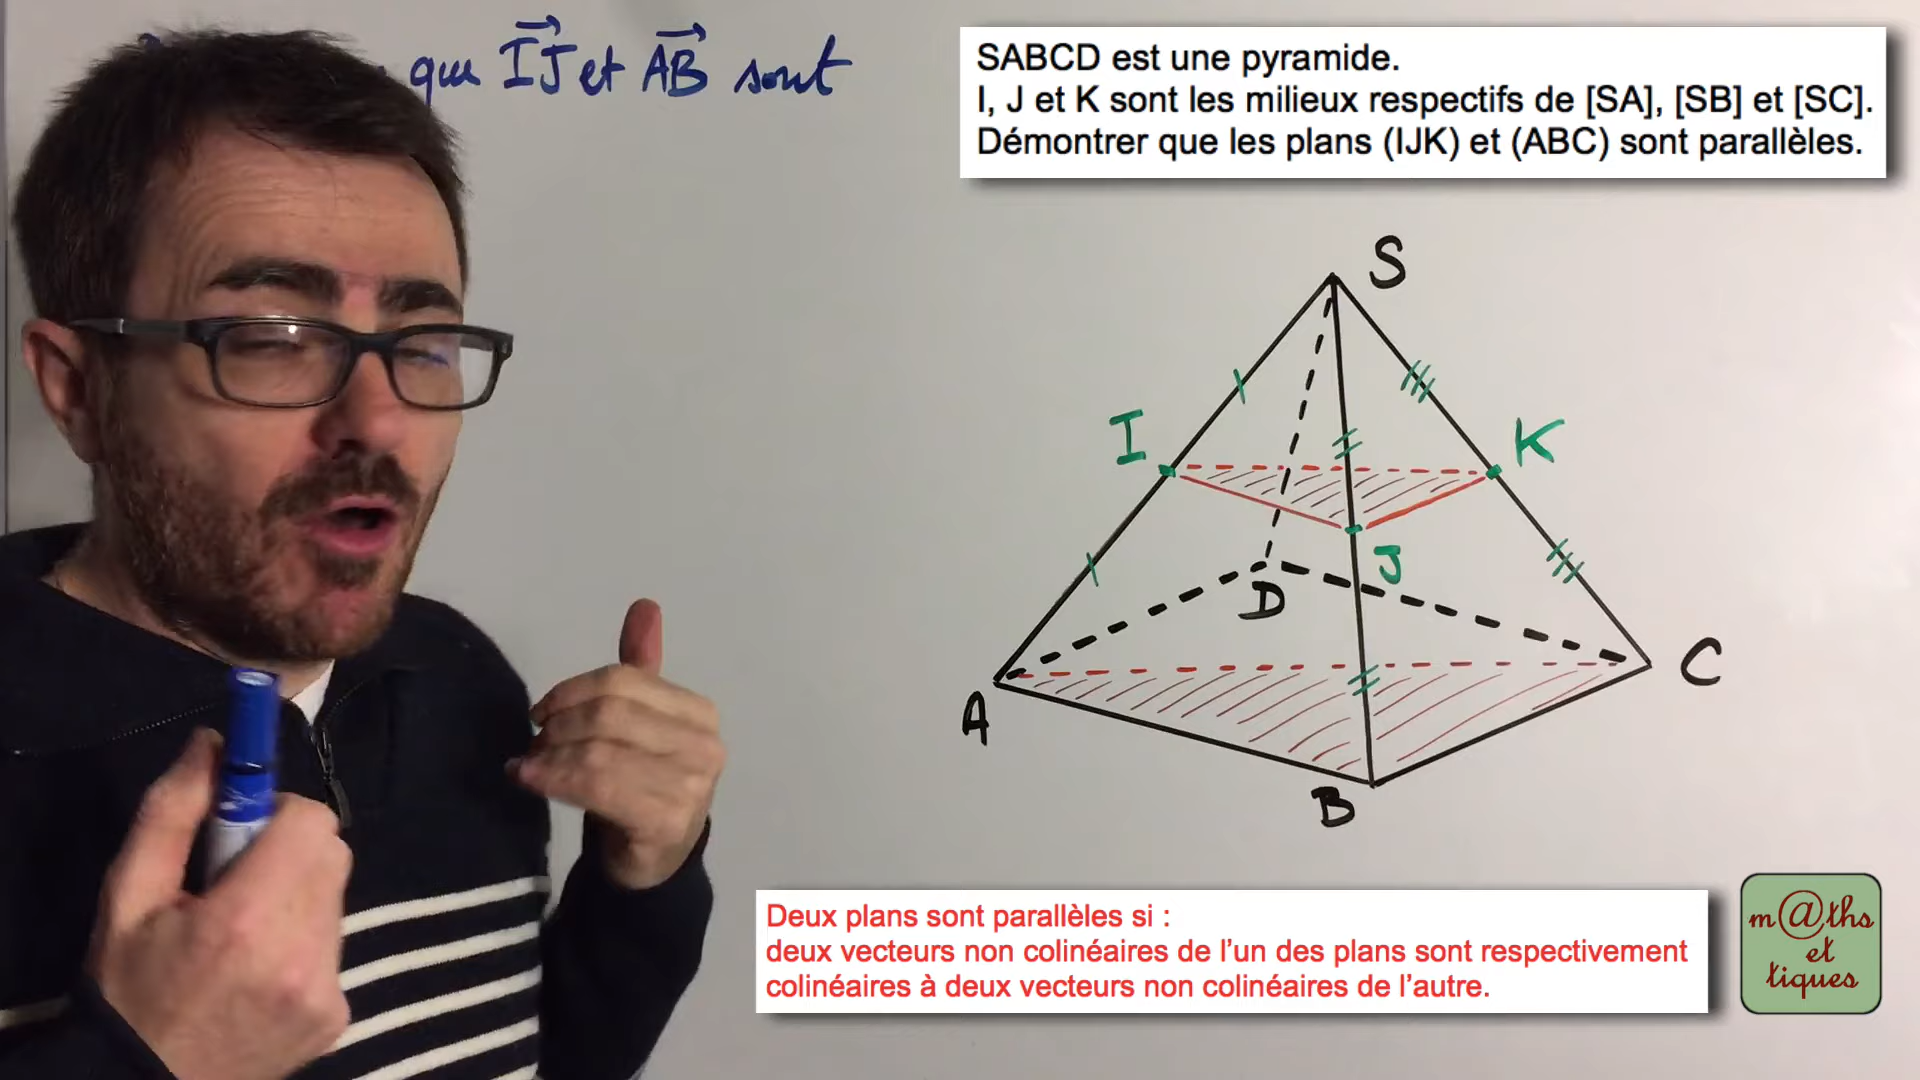 que IJ et AB sont
SABCD est une pyramide.
I, J et K sont les milieux respectifs de [SA], [SB] et [SC].
Démontrer que les plans (IJK) et (ABC) sont parallèles.
S
I
K
J
D
C
A
B
Deux plans sont parallèles si :
deux vecteurs non colinéaires de l'un des plans sont respectivement
colinéaires à deux vecteurs non colinéaires de l'autre.
m@ths
et
tiques